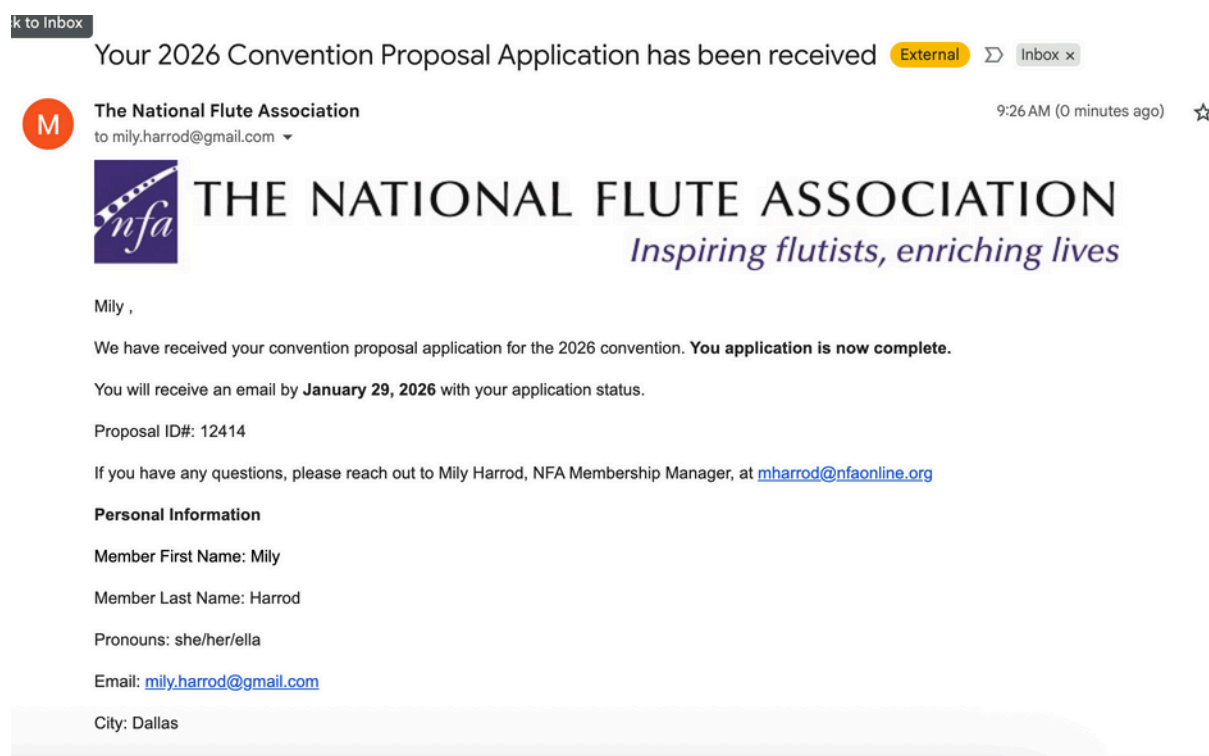 k to Inbox
Your 2026 Convention Proposal Application has been received External Inbox ×
M
The National Flute Association 9:26 AM (0 minutes ago)
to mily.harrod@gmail.com
nfa
THE NATIONAL FLUTE ASSOCIATION
Inspiring flutists, enriching lives
Mily ,
We have received your convention proposal application for the 2026 convention. You application is now complete.
You will receive an email by January 29, 2026 with your application status.
Proposal ID#: 12414
If you have any questions, please reach out to Mily Harrod, NFA Membership Manager, at mharrod@nfaonline.org
Personal Information
Member First Name: Mily
Member Last Name: Harrod
Pronouns: she/her/ella
Email: mily.harrod@gmail.com
City: Dallas